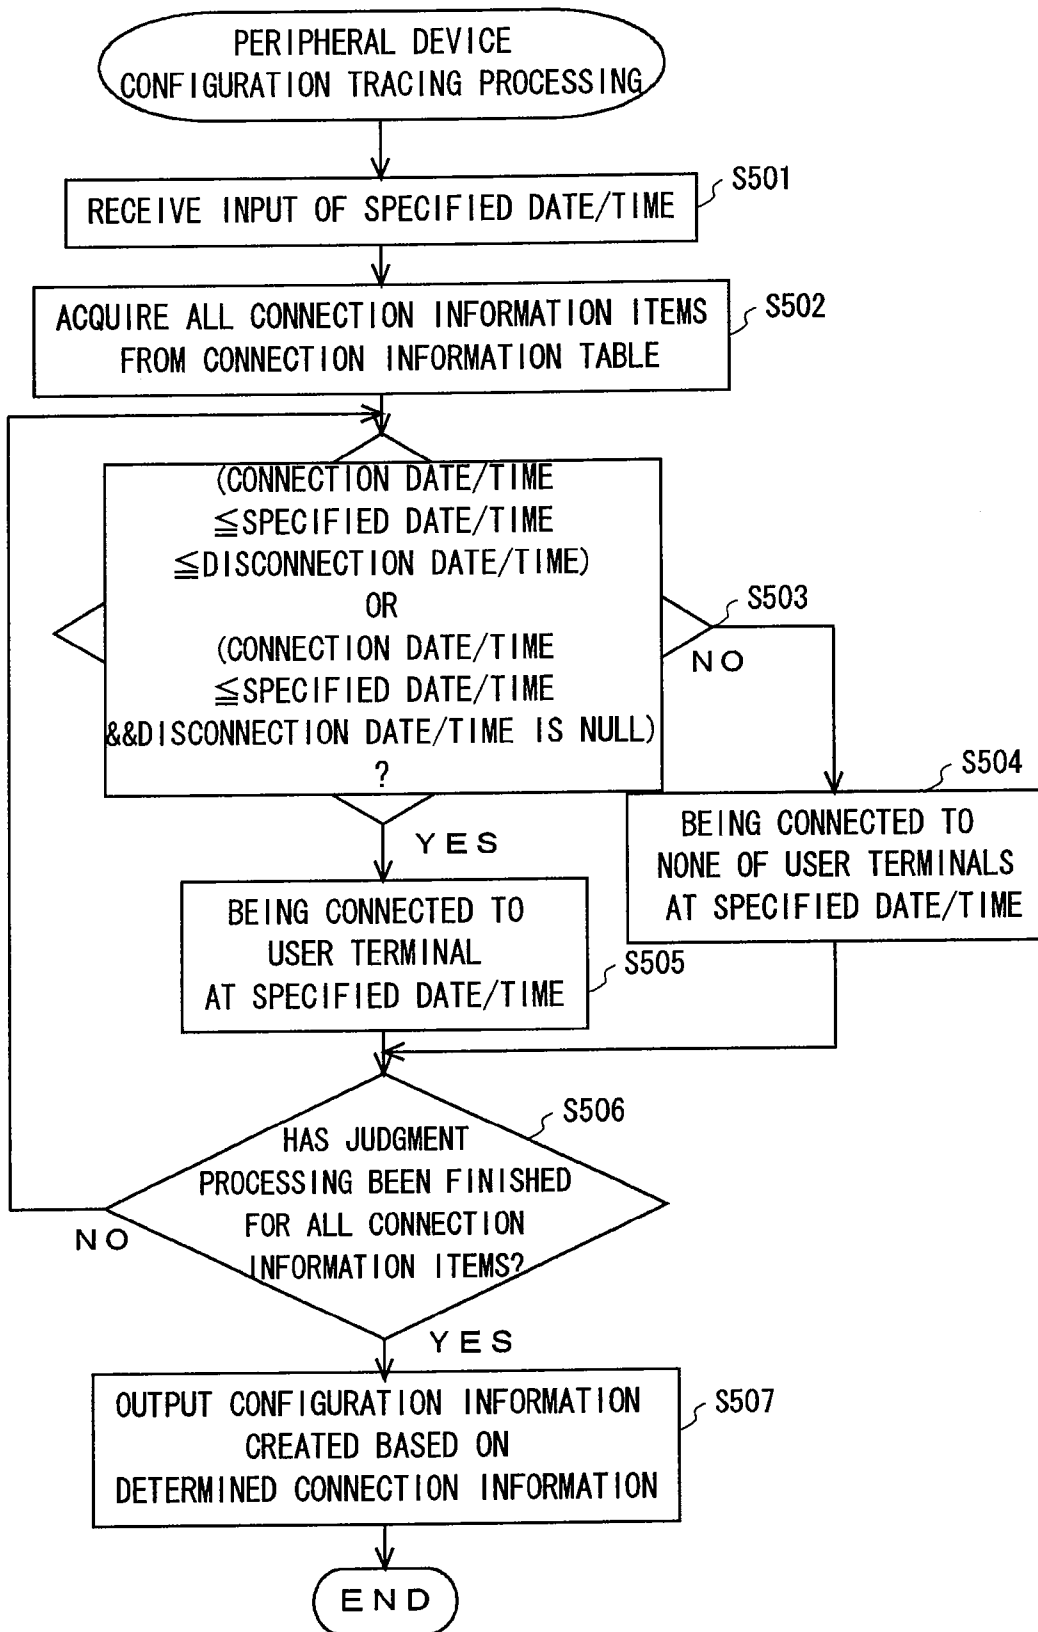 PERIPHERAL DEVICE
CONFIGURATION TRACING PROCESSING
S501
RECEIVE INPUT OF SPECIFIED DATE/TIME
S502
ACQUIRE ALL CONNECTION INFORMATION ITEMS
FROM CONNECTION INFORMATION TABLE
(CONNECTION DATE/TIME
≦SPECIFIED DATE/TIME
≦DISCONNECTION DATE/TIME)
OR
(CONNECTION DATE/TIME
≦SPECIFIED DATE/TIME
&&DISCONNECTION DATE/TIME IS NULL)
?
S503
NO
YES
S504
BEING CONNECTED TO
NONE OF USER TERMINALS
AT SPECIFIED DATE/TIME
BEING CONNECTED TO
USER TERMINAL
AT SPECIFIED DATE/TIME
S505
S506
HAS JUDGMENT
PROCESSING BEEN FINISHED
FOR ALL CONNECTION
INFORMATION ITEMS?
NO
YES
S507
OUTPUT CONFIGURATION INFORMATION
CREATED BASED ON
DETERMINED CONNECTION INFORMATION
END